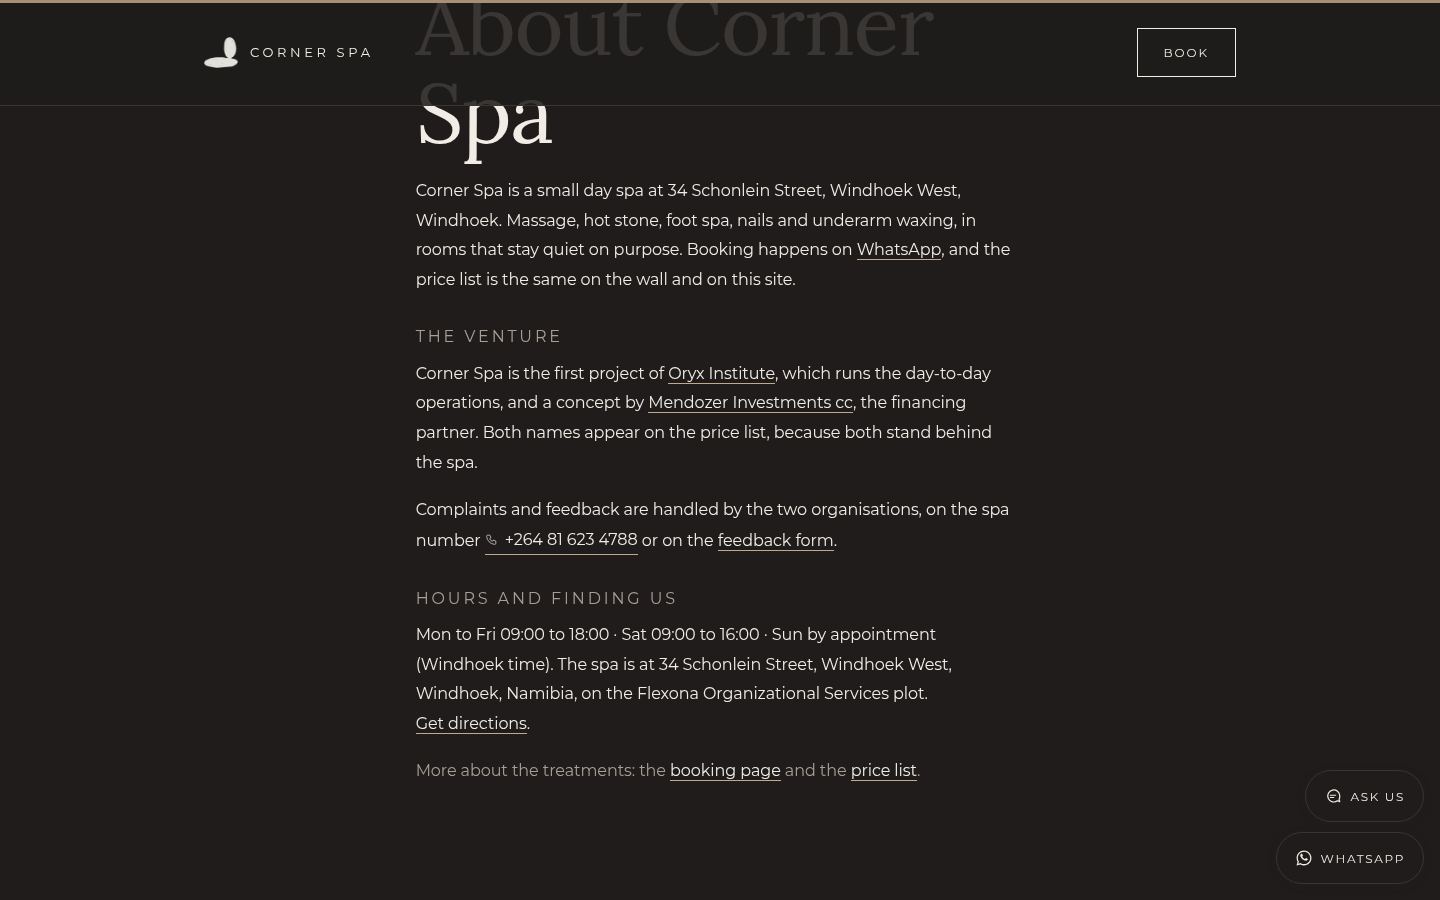 About Corner
CORNER SPA
BOOK
Spa
Corner Spa is a small day spa at 34 Schonlein Street, Windhoek West,
Windhoek. Massage, hot stone, foot spa, nails and underarm waxing, in
rooms that stay quiet on purpose. Booking happens on WhatsApp, and the
price list is the same on the wall and on this site.
THE VENTURE
Corner Spa is the first project of Oryx Institute, which runs the day-to-day
operations, and a concept by Mendozer Investments cc, the financing
partner. Both names appear on the price list, because both stand behind
the spa.
Complaints and feedback are handled by the two organisations, on the spa
number +264 81 623 4788 or on the feedback form.
HOURS AND FINDING US
Mon to Fri 09:00 to 18:00 · Sat 09:00 to 16:00 · Sun by appointment
(Windhoek time). The spa is at 34 Schonlein Street, Windhoek West,
Windhoek, Namibia, on the Flexona Organizational Services plot.
Get directions.
More about the treatments: the booking page and the price list.
ASK US
WHATSAPP